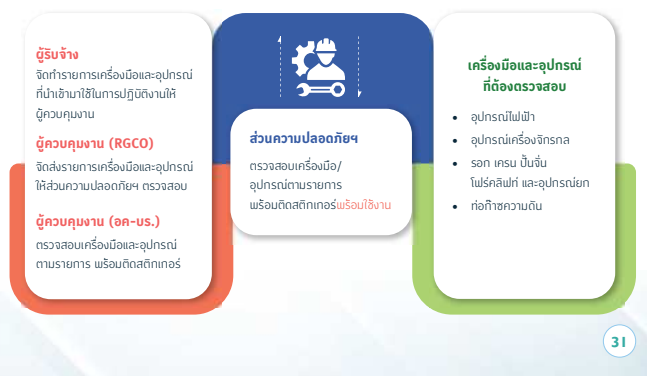 ผู้รับจ้าง
จัดทำรายการเครื่องมือและอุปกรณ์
ที่นำเข้ามาใช้ในการปฏิบัติงานให้
ผู้ควบคุมงาน
ผู้ควบคุมงาน (RGCO)
จัดส่งรายการเครื่องมือและอุปกรณ์
ให้ส่วนความปลอดภัยฯ ตรวจสอบ
ผู้ควบคุมงาน (อค-บร.)
ตรวจสอบเครื่องมือและอุปกรณ์
ตามรายการ พร้อมติดสติกเกอร์
ส่วนความปลอดภัยฯ
ตรวจสอบเครื่องมือ/
อุปกรณ์ตามรายการ
พร้อมติดสติกเกอร์พร้อมใช้งาน
เครื่องมือและอุปกรณ์
ที่ต้องตรวจสอบ
• อุปกรณ์ไฟฟ้า
• อุปกรณ์เครื่องจักรกล
• รอก เครน ปั้นจั่น
โฟร์คลิฟท์ และอุปกรณ์ยก
• ท่อก๊าซความดัน
31